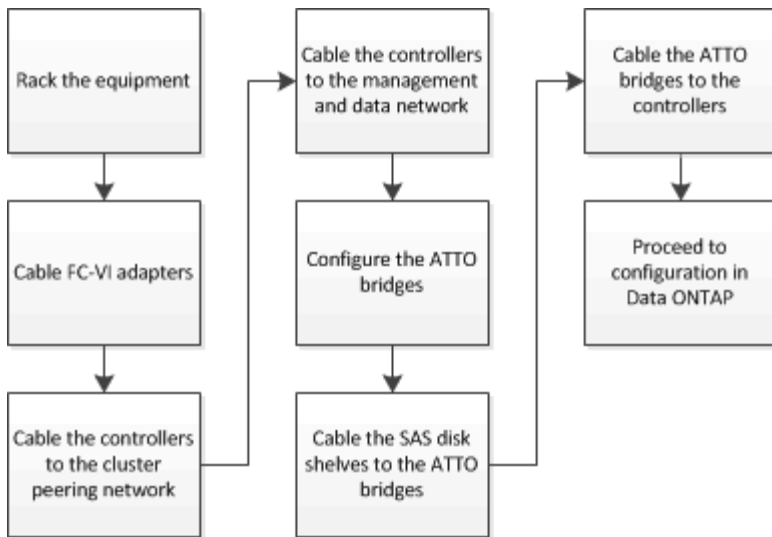 Rack the equipment
Cable FC-VI adapters
Cable the controllers
to the cluster
peering network
Cable the controllers
to the management
and data network
Configure the ATTO
bridges
Cable the SAS disk
shelves to the ATTO
bridges
Cable the ATTO
bridges to the
controllers
Proceed to
configuration in
Data ONTAP